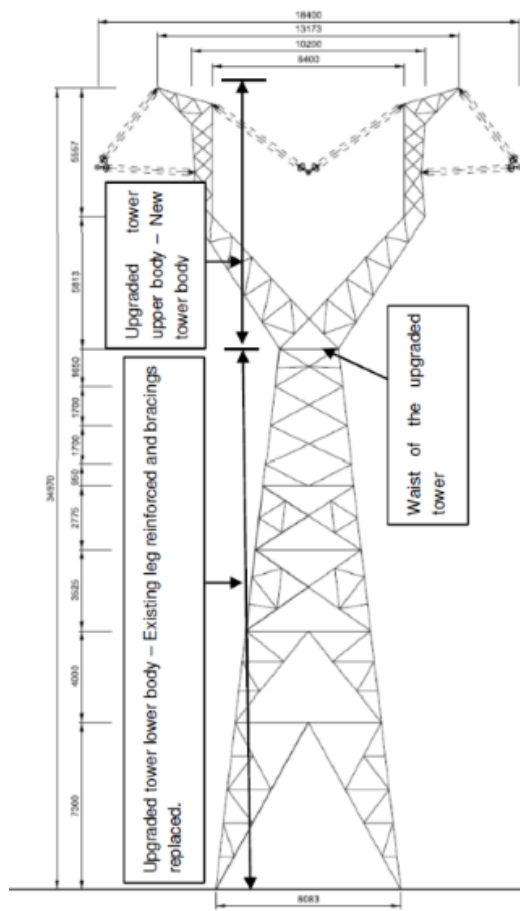 18400
13173
10200
8400
5557
5813
1650
1700
1700
950
2775
3525
4000
7300
34970
Upgraded tower
upper body – New
tower body
Upgraded tower lower body – Existing leg reinforced and bracings
replaced.
Waist of the upgraded
tower
8083